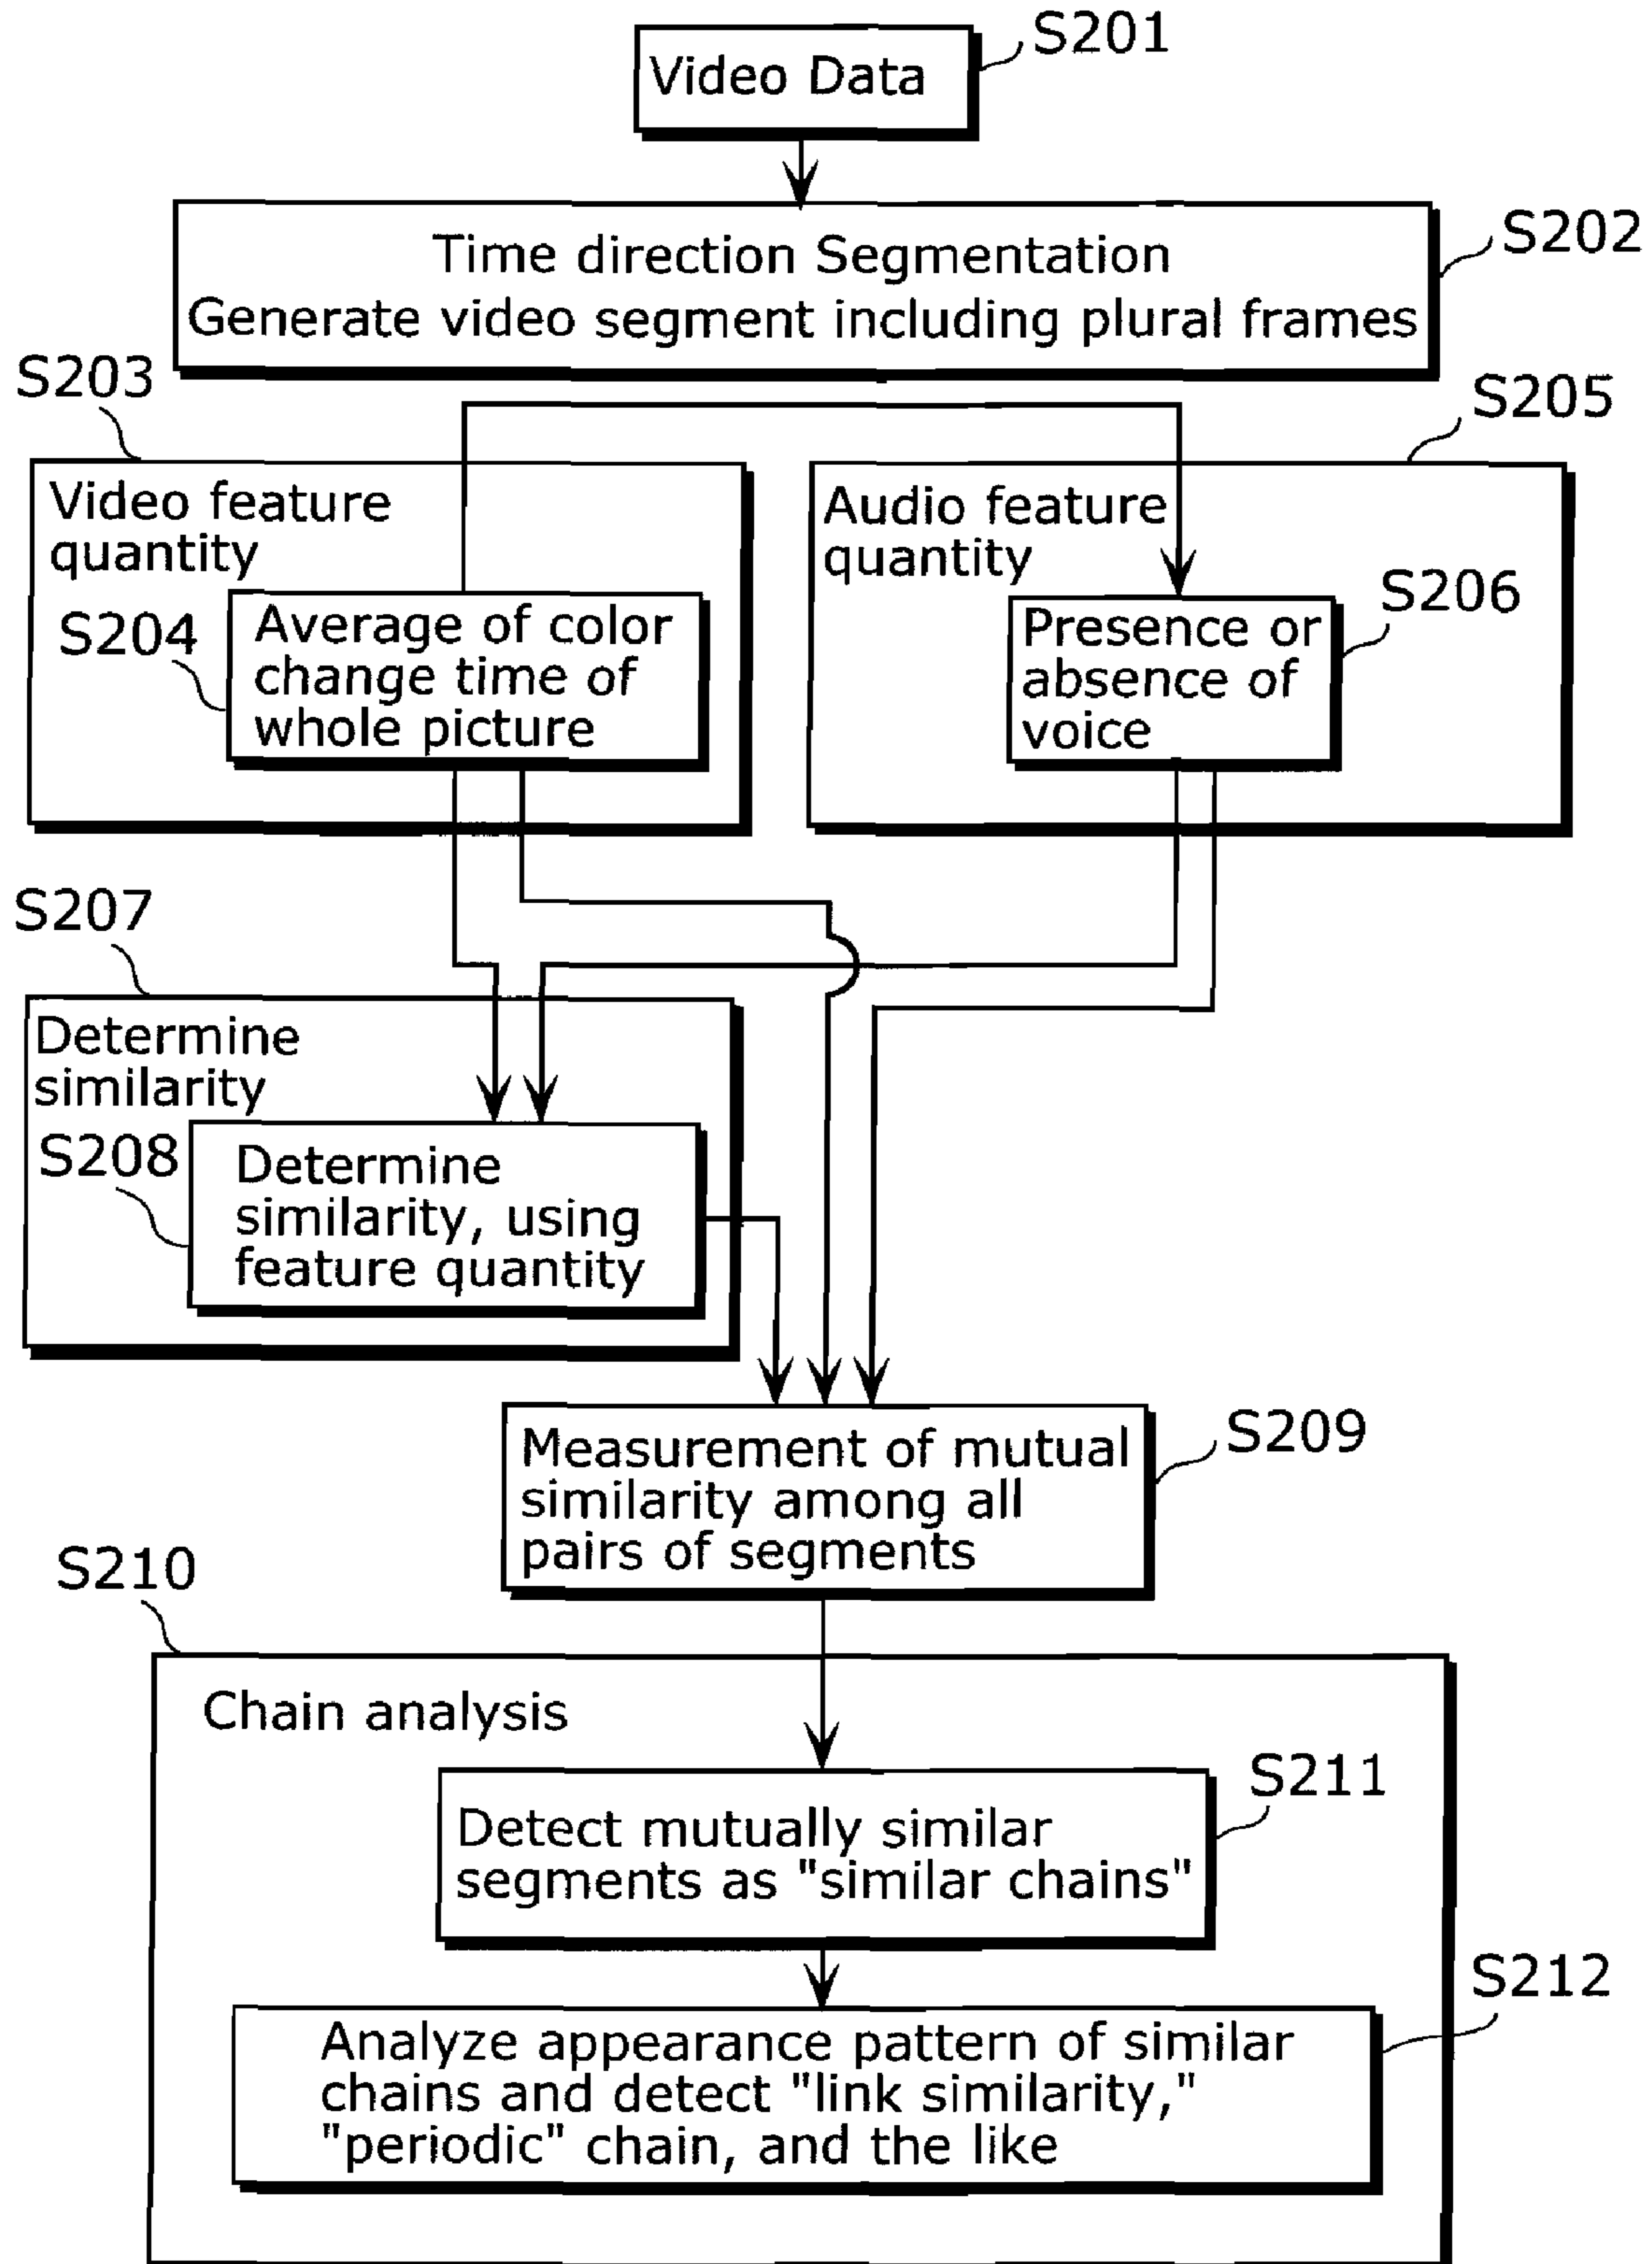 S201
Video Data
S202
Time direction Segmentation
Generate video segment including plural frames
S203
S205
Video feature
quantity
Audio feature
quantity
S204
Average of color
change time of
whole picture
S206
Presence or
absence of
voice
S207
Determine
similarity
S208
Determine
similarity, using
feature quantity
S209
Measurement of mutual
similarity among all
pairs of segments
S210
Chain analysis
S211
Detect mutually similar
segments as "similar chains"
S212
Analyze appearance pattern of similar
chains and detect "link similarity,"
"periodic" chain, and the like